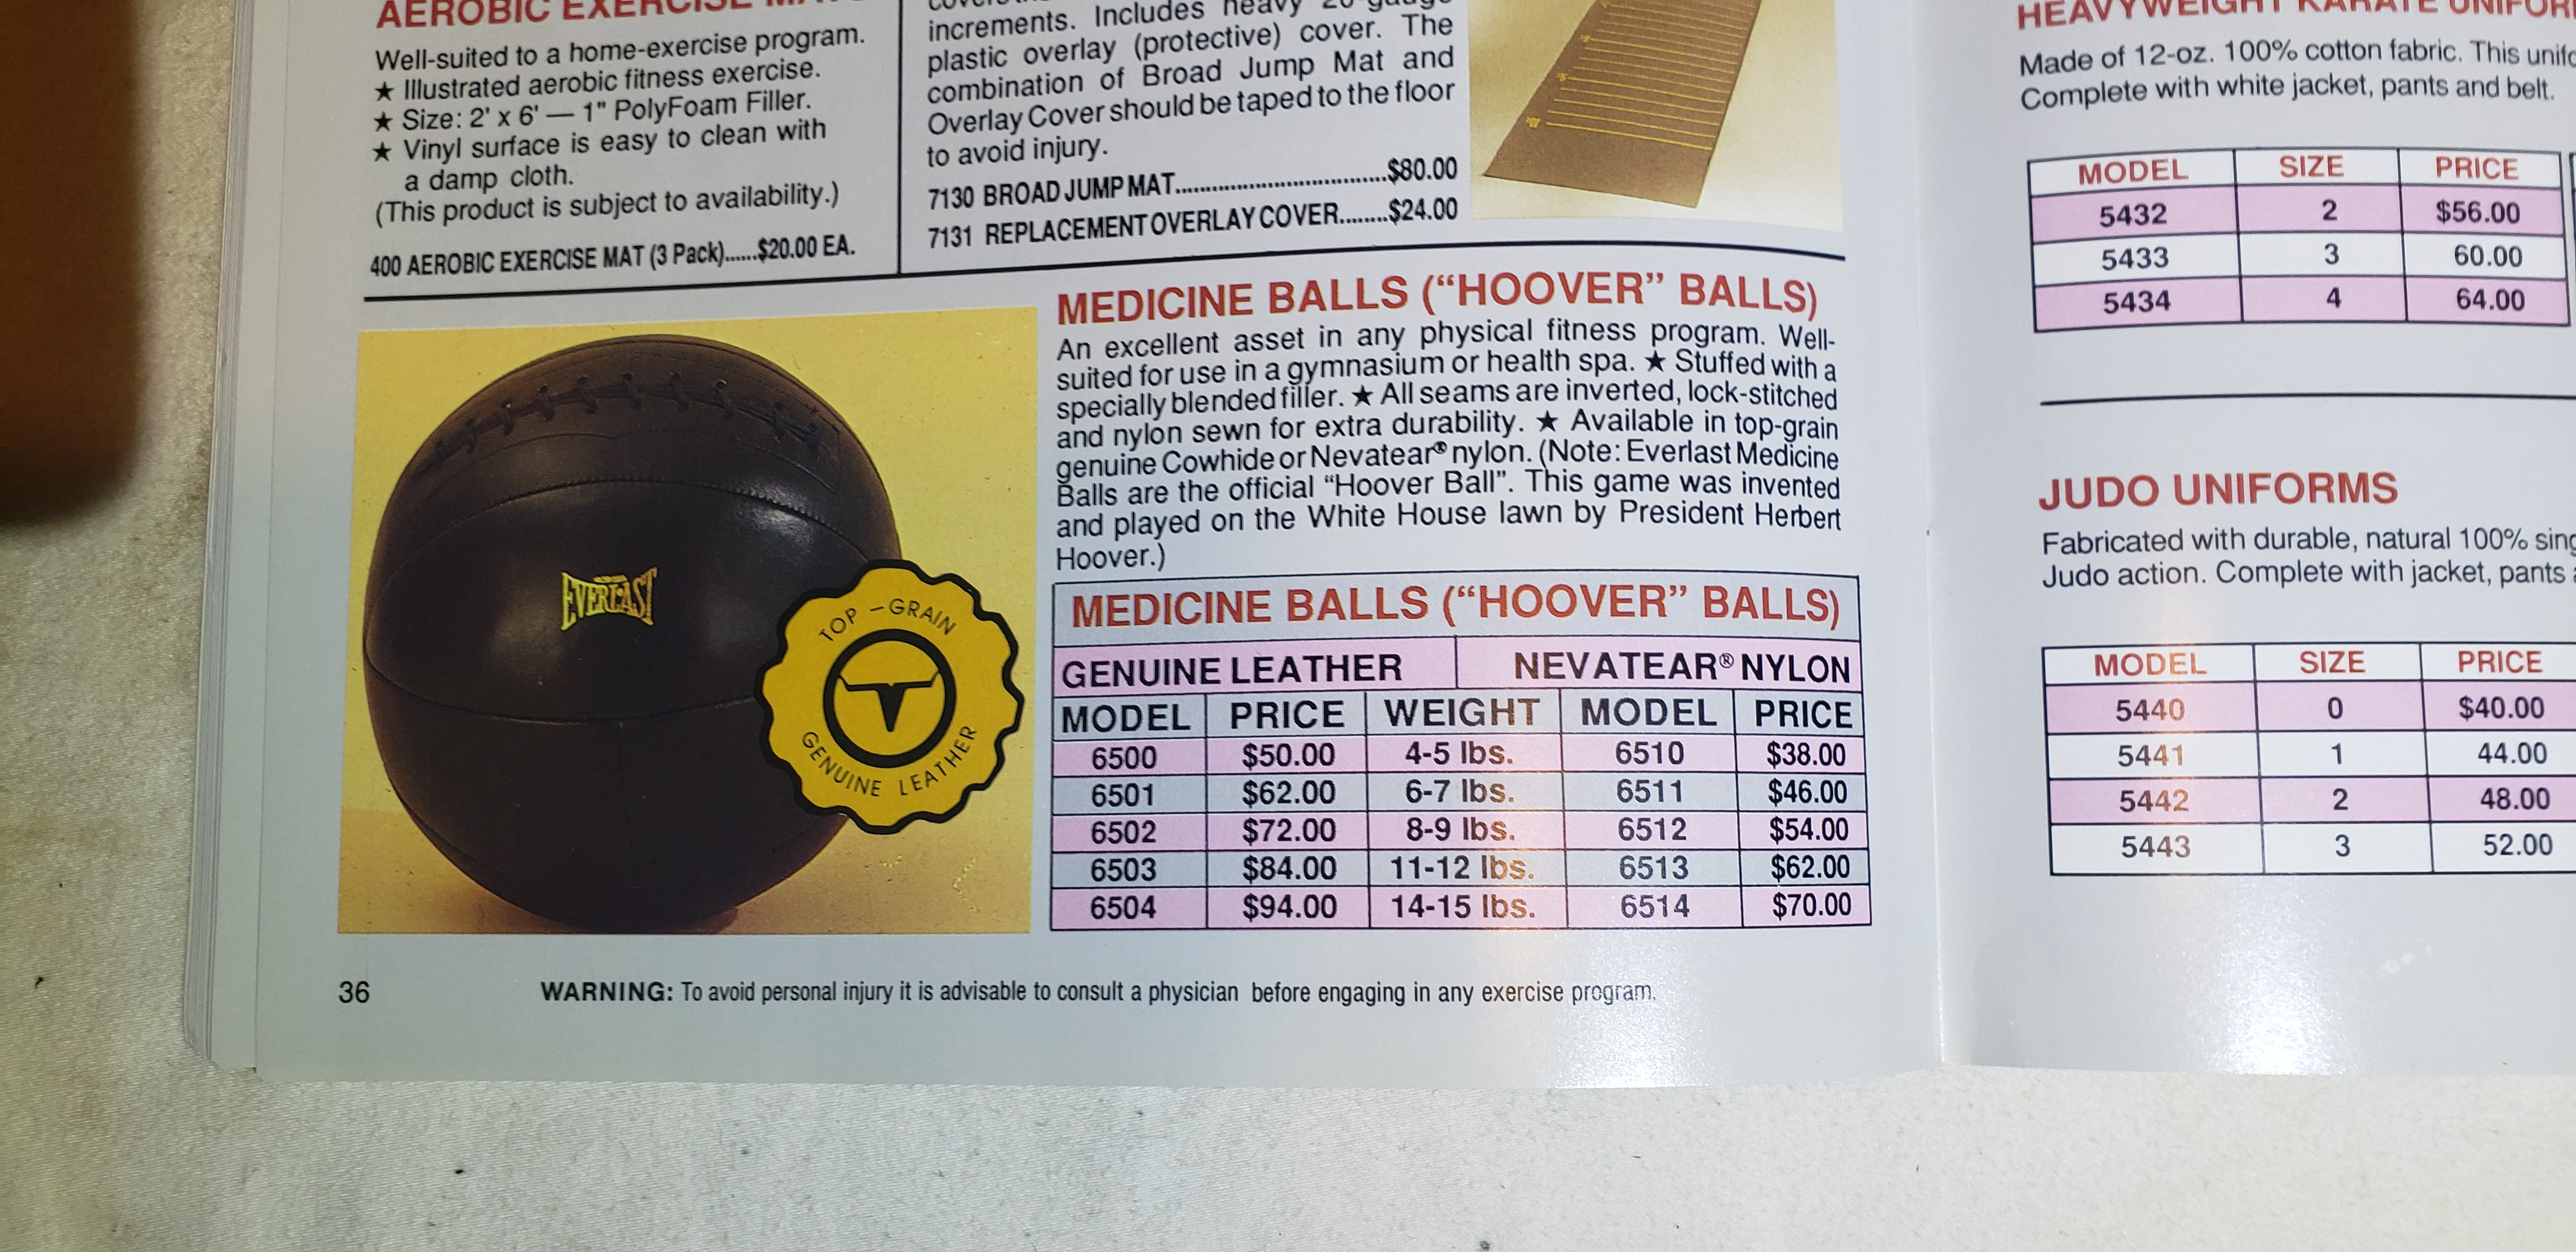 AEROBIC EXERCISE
Well-suited to a home-exercise program.
★ Illustrated aerobic fitness exercise.
★ Size: 2' x 6' — 1" PolyFoam Filler.
★ Vinyl surface is easy to clean with
a damp cloth.
(This product is subject to availability.)
400 AEROBIC EXERCISE MAT (3 Pack)......$20.00 EA.
increments. Includes heavy
plastic overlay (protective) cover. The
combination of Broad Jump Mat and
Overlay Cover should be taped to the floor
to avoid injury.
7130 BROAD JUMP MAT....................................$80.00
7131 REPLACEMENT OVERLAY COVER........$24.00
EVERLAST
TOP-GRAIN
GENUINE LEATHER
MEDICINE BALLS (“HOOVER” BALLS)
An excellent asset in any physical fitness program. Well-
suited for use in a gymnasium or health spa. ★ Stuffed with a
specially blended filler. ★ All seams are inverted, lock-stitched
and nylon sewn for extra durability. ★ Available in top-grain
genuine Cowhide or Nevatear® nylon. (Note: Everlast Medicine
Balls are the official “Hoover Ball”. This game was invented
and played on the White House lawn by President Herbert
Hoover.)
MEDICINE BALLS (“HOOVER” BALLS)
GENUINE LEATHER NEVATEAR® NYLON
MODEL PRICE WEIGHT MODEL PRICE
6500 $50.00 4-5 lbs. 6510 $38.00
6501 $62.00 6-7 lbs. 6511 $46.00
6502 $72.00 8-9 lbs. 6512 $54.00
6503 $84.00 11-12 lbs. 6513 $62.00
6504 $94.00 14-15 lbs. 6514 $70.00
36
WARNING: To avoid personal injury it is advisable to consult a physician before engaging in any exercise program.
HEAVYWEIGHT KARATE
Made of 12-oz. 100% cotton fabric. This
Complete with white jacket, pants and belt.
MODEL SIZE PRICE
5432 2 $56.00
5433 3 60.00
5434 4 64.00
JUDO UNIFORMS
Fabricated with durable, natural 100%
Judo action. Complete with jacket, pants
MODEL SIZE PRICE
5440 0 $40.00
5441 1 44.00
5442 2 48.00
5443 3 52.00